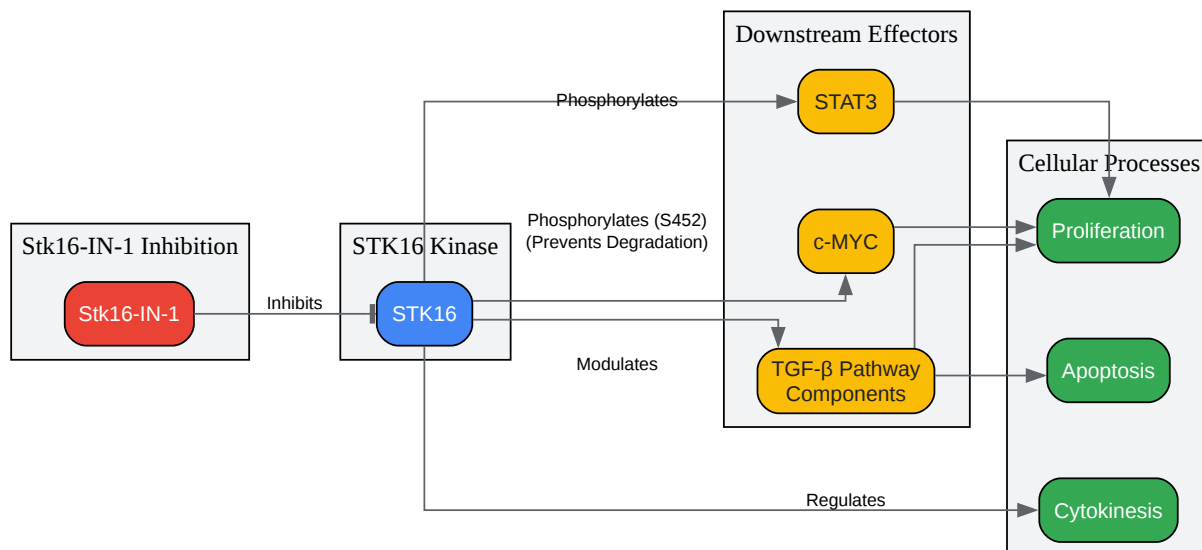 Downstream Effectors
Phosphorylates
STAT3
Cellular Processes
Stk16-IN-1 Inhibition
STK16 Kinase
Phosphorylates (S452)
(Prevents Degradation)
c-MYC
Proliferation
Stk16-IN-1
Inhibits
STK16
Modulates
TGF-β Pathway
Components
Apoptosis
Regulates
Cytokinesis